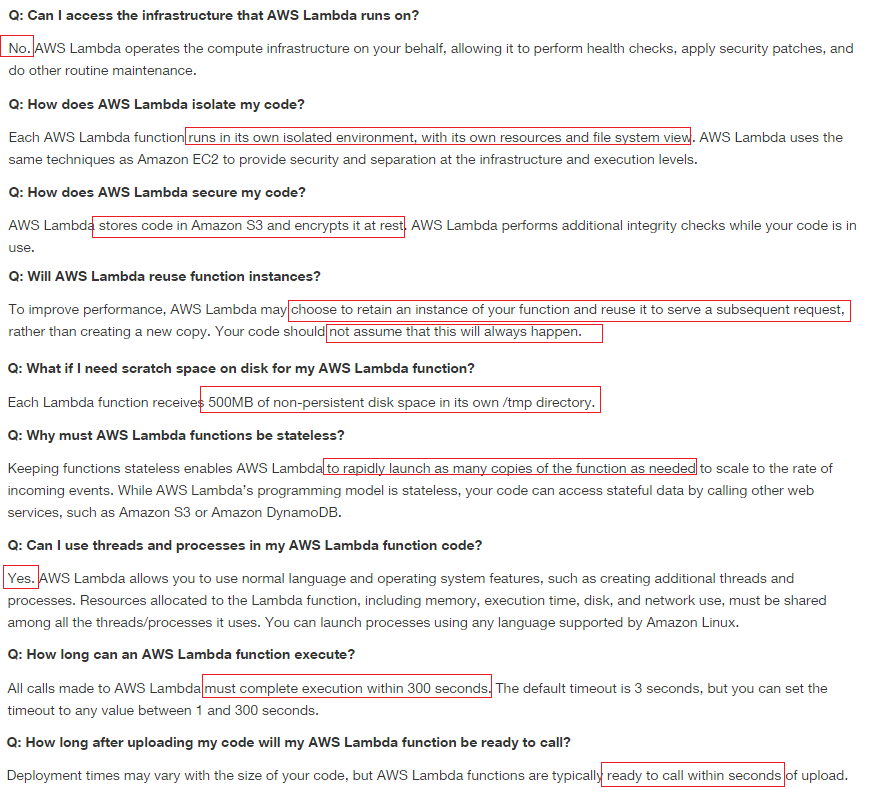 Q: Can I access the infrastructure that AWS Lambda runs on?
No. AWS Lambda operates the compute infrastructure on your behalf, allowing it to perform health checks, apply security patches, and
do other routine maintenance.
Q: How does AWS Lambda isolate my code?
Each AWS Lambda function runs in its own isolated environment, with its own resources and file system view. AWS Lambda uses the
same techniques as Amazon EC2 to provide security and separation at the infrastructure and execution levels.
Q: How does AWS Lambda secure my code?
AWS Lambda stores code in Amazon S3 and encrypts it at rest. AWS Lambda performs additional integrity checks while your code is in
use.
Q: Will AWS Lambda reuse function instances?
To improve performance, AWS Lambda may choose to retain an instance of your function and reuse it to serve a subsequent request,
rather than creating a new copy. Your code should not assume that this will always happen.
Q: What if I need scratch space on disk for my AWS Lambda function?
Each Lambda function receives 500MB of non-persistent disk space in its own /tmp directory.
Q: Why must AWS Lambda functions be stateless?
Keeping functions stateless enables AWS Lambda to rapidly launch as many copies of the function as needed to scale to the rate of
incoming events. While AWS Lambda's programming model is stateless, your code can access stateful data by calling other web
services, such as Amazon S3 or Amazon DynamoDB.
Q: Can I use threads and processes in my AWS Lambda function code?
Yes. AWS Lambda allows you to use normal language and operating system features, such as creating additional threads and
processes. Resources allocated to the Lambda function, including memory, execution time, disk, and network use, must be shared
among all the threads/processes it uses. You can launch processes using any language supported by Amazon Linux.
Q: How long can an AWS Lambda function execute?
All calls made to AWS Lambda must complete execution within 300 seconds. The default timeout is 3 seconds, but you can set the
timeout to any value between 1 and 300 seconds.
Q: How long after uploading my code will my AWS Lambda function be ready to call?
Deployment times may vary with the size of your code, but AWS Lambda functions are typically ready to call within seconds of upload.